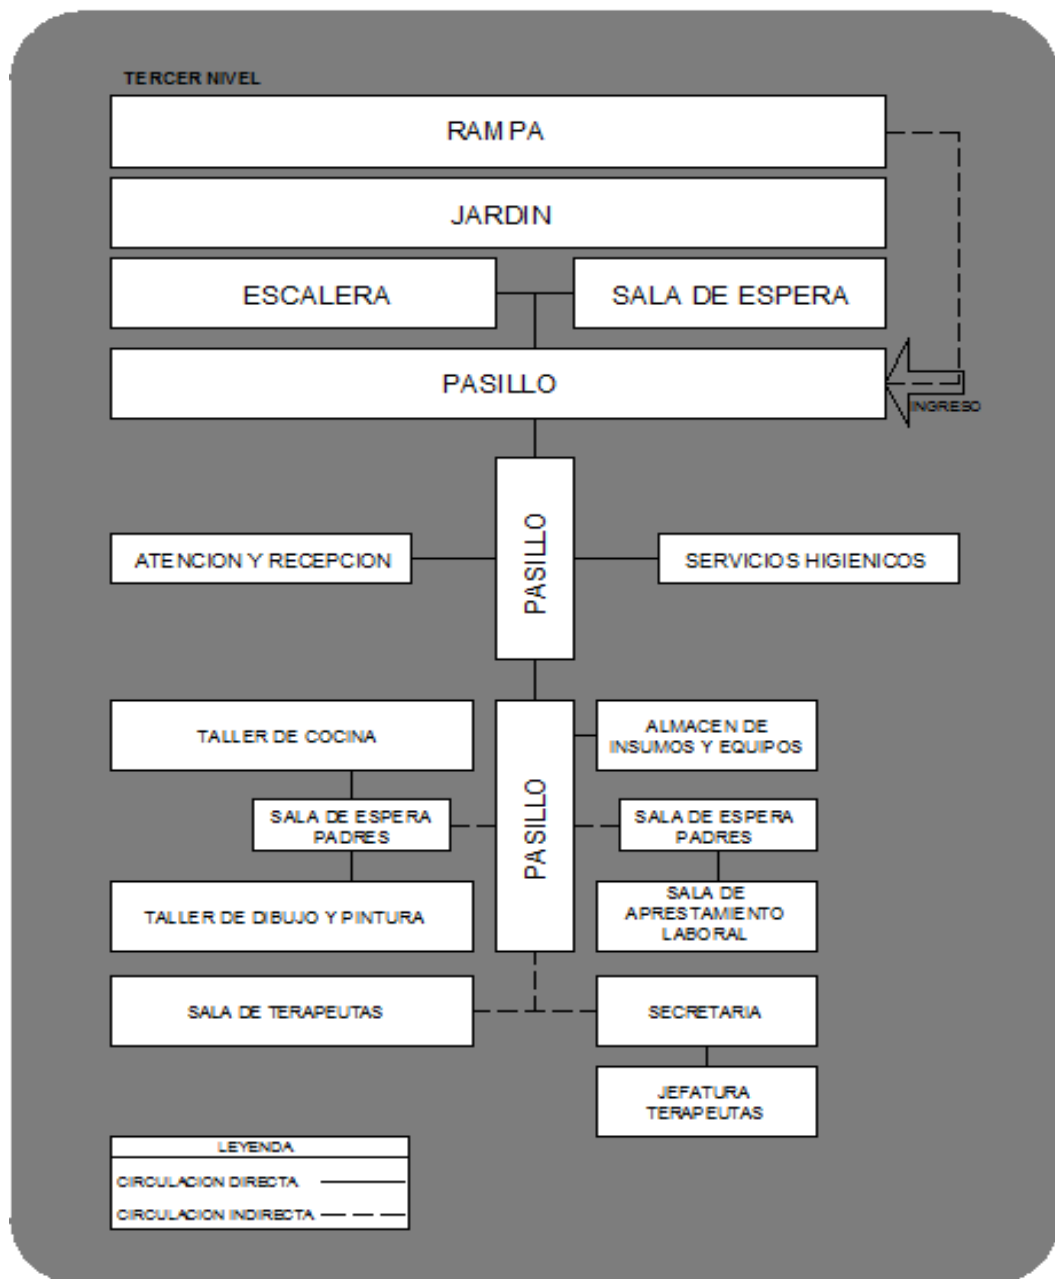 TERCER NIVEL
RAMPA
JARDIN
ESCALERA
SALA DE ESPERA
PASILLO
INGRESO
PASILLO
ATENCION Y RECEPCION
SERVICIOS HIGIENICOS
PASILLO
TALLER DE COCINA
ALMACEN DE
INSUMOS Y EQUIPOS
SALA DE ESPERA
PADRES
SALA DE ESPERA
PADRES
TALLER DE DIBUJO Y PINTURA
SALA DE
APRESTAMIENTO
LABORAL
SALA DE TERAPEUTAS
SECRETARIA
JEFATURA
TERAPEUTAS
LEYENDA
CIRCULACION DIRECTA
CIRCULACION INDIRECTA